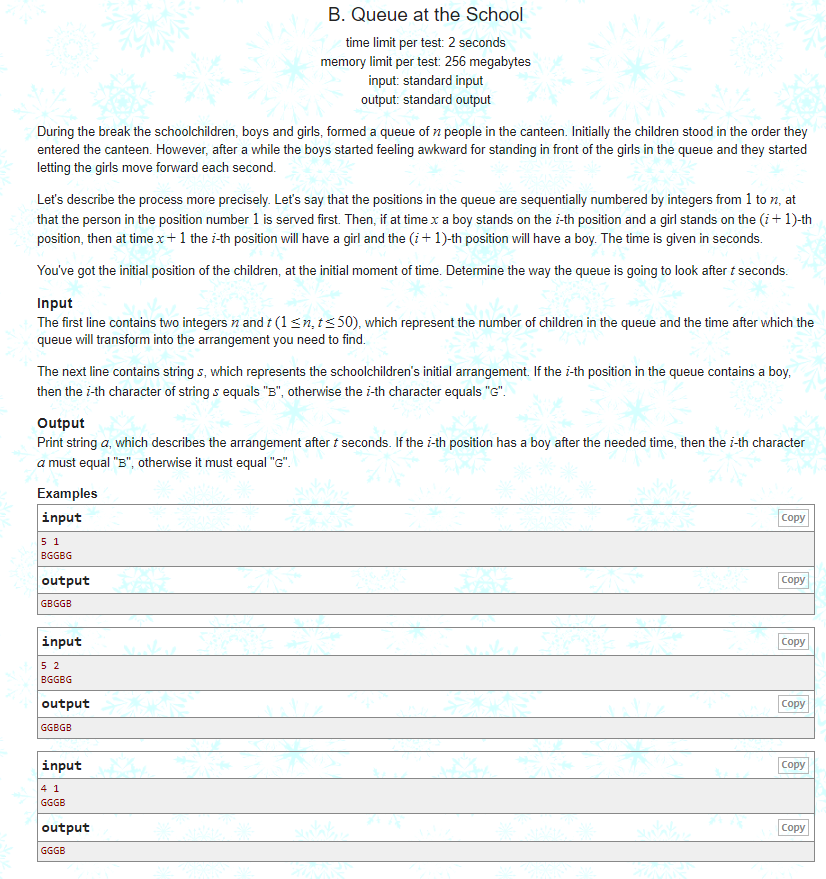 B. Queue at the School
time limit per test: 2 seconds
memory limit per test: 256 megabytes
input: standard input
output: standard output
During the break the schoolchildren, boys and girls, formed a queue of n people in the canteen. Initially the children stood in the order they
entered the canteen. However, after a while the boys started feeling awkward for standing in front of the girls in the queue and they started
letting the girls move forward each second.
Let's describe the process more precisely. Let's say that the positions in the queue are sequentially numbered by integers from 1 to n, at
that the person in the position number 1 is served first. Then, if at time x a boy stands on the i-th position and a girl stands on the (i + 1)-th
position, then at time x + 1 the i-th position will have a girl and the (i + 1)-th position will have a boy. The time is given in seconds.
You've got the initial position of the children, at the initial moment of time. Determine the way the queue is going to look after t seconds.
Input
The first line contains two integers n and t (1 ≤ n, t ≤ 50), which represent the number of children in the queue and the time after which the
queue will transform into the arrangement you need to find.
The next line contains string s, which represents the schoolchildren's initial arrangement. If the i-th position in the queue contains a boy,
then the i-th character of string s equals "B", otherwise the i-th character equals "G".
Output
Print string a, which describes the arrangement after t seconds. If the i-th position has a boy after the needed time, then the i-th character
a must equal "B", otherwise it must equal "G".
Examples
input Copy
5 1
BGGBG
output Copy
GBGGB
input Copy
5 2
BGGBG
output Copy
GGBGB
input Copy
4 1
GGGB
output Copy
GGGB